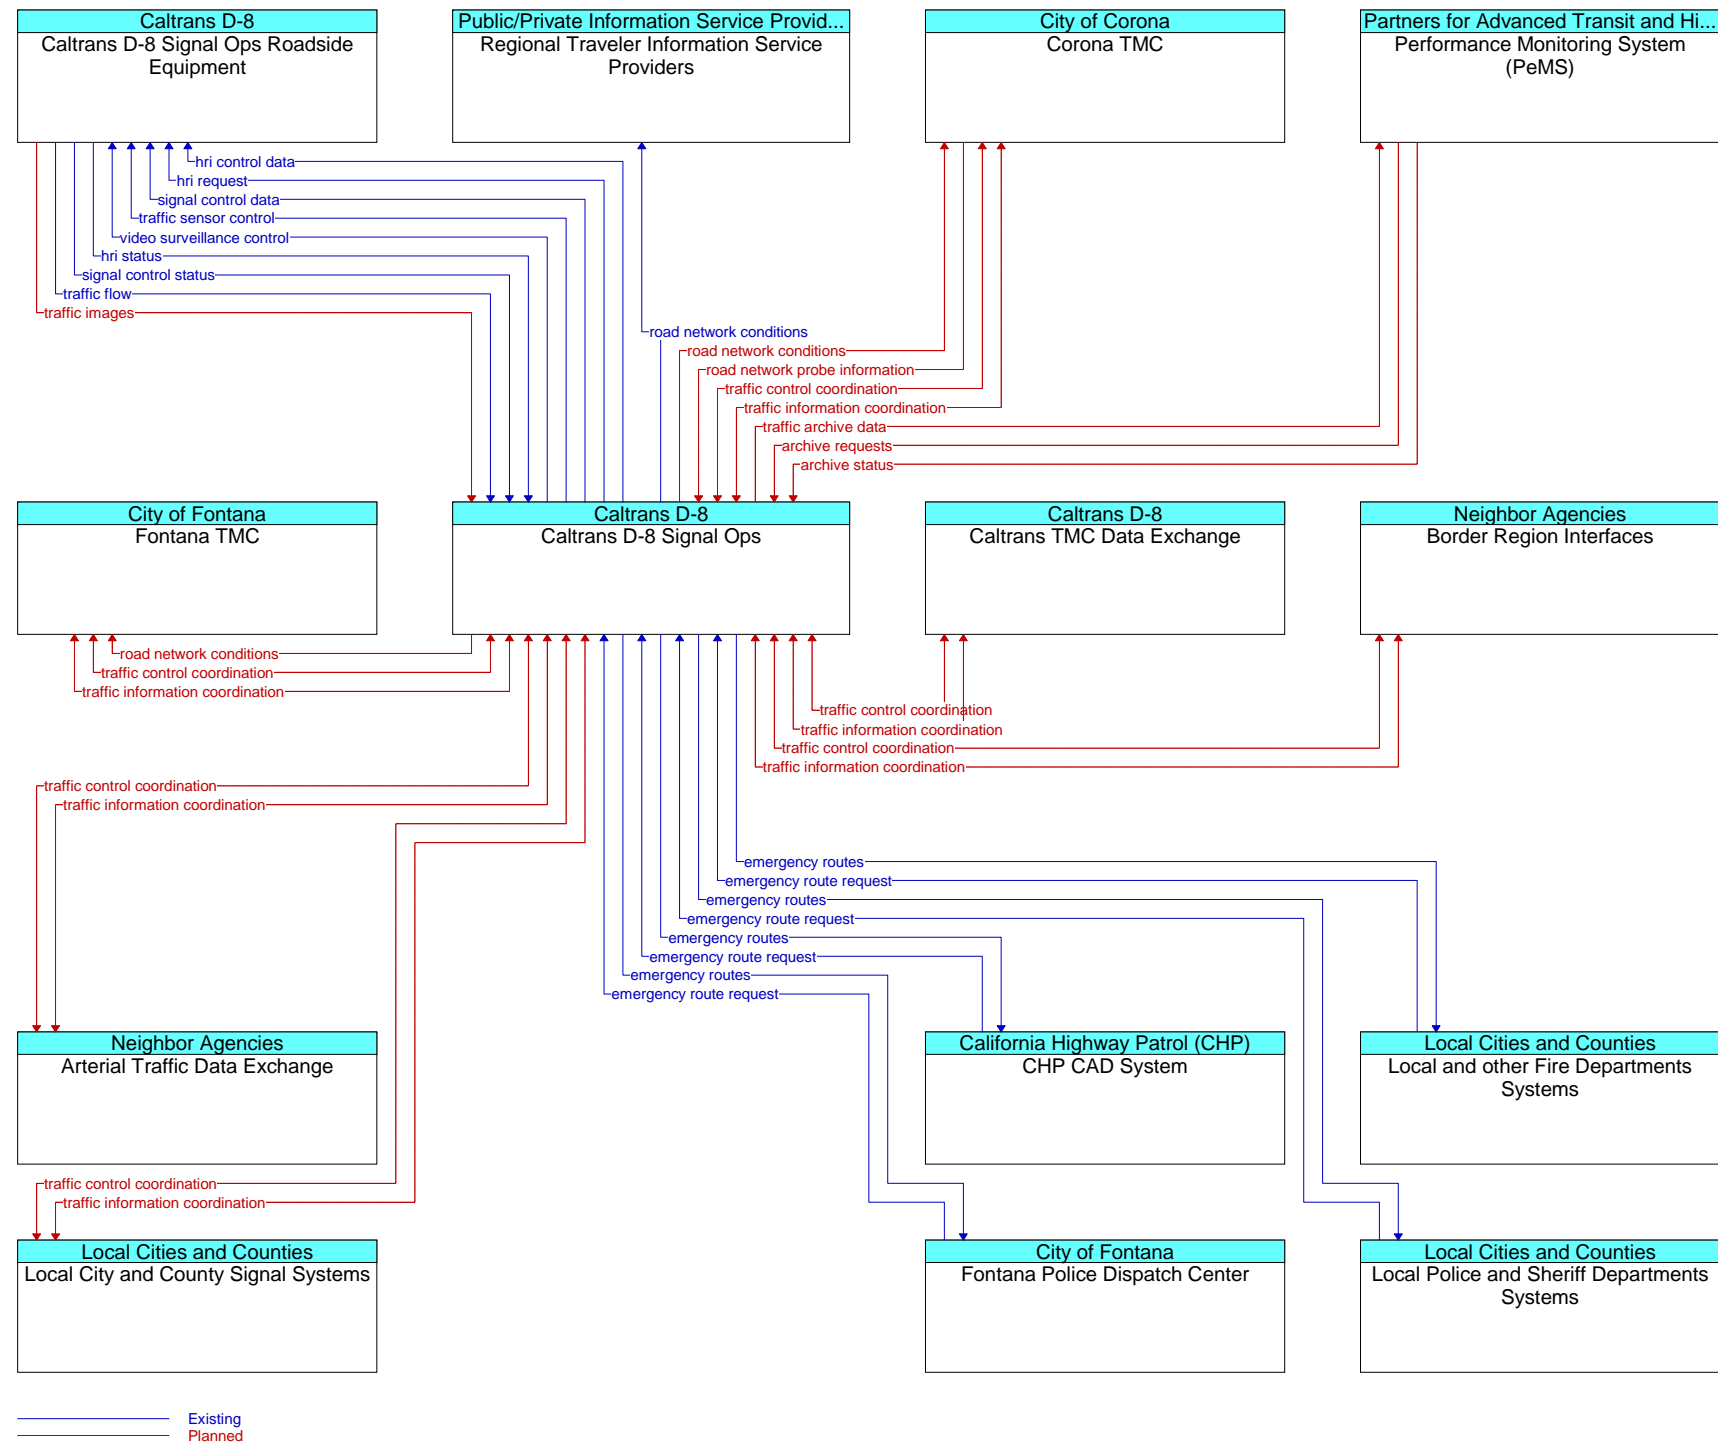 Caltrans D-8
Caltrans D-8 Signal Ops Roadside
Equipment
Public/Private Information Service Provid...
Regional Traveler Information Service
Providers
City of Corona
Corona TMC
Partners for Advanced Transit and Hi...
Performance Monitoring System
(PeMS)
hri control data
hri request
signal control data
traffic sensor control
video surveillance control
hri status
signal control status
traffic flow
traffic images
road network conditions
road network conditions
road network probe information
traffic control coordination
traffic information coordination
traffic archive data
archive requests
archive status
City of Fontana
Fontana TMC
Caltrans D-8
Caltrans D-8 Signal Ops
Caltrans D-8
Caltrans TMC Data Exchange
Neighbor Agencies
Border Region Interfaces
road network conditions
traffic control coordination
traffic information coordination
traffic control coordination
traffic information coordination
traffic control coordination
traffic information coordination
traffic control coordination
traffic information coordination
emergency routes
emergency route request
emergency routes
emergency route request
emergency routes
emergency route request
emergency routes
emergency route request
Neighbor Agencies
Arterial Traffic Data Exchange
California Highway Patrol (CHP)
CHP CAD System
Local Cities and Counties
Local and other Fire Departments
Systems
traffic control coordination
traffic information coordination
Local Cities and Counties
Local City and County Signal Systems
City of Fontana
Fontana Police Dispatch Center
Local Cities and Counties
Local Police and Sheriff Departments
Systems
Existing
Planned